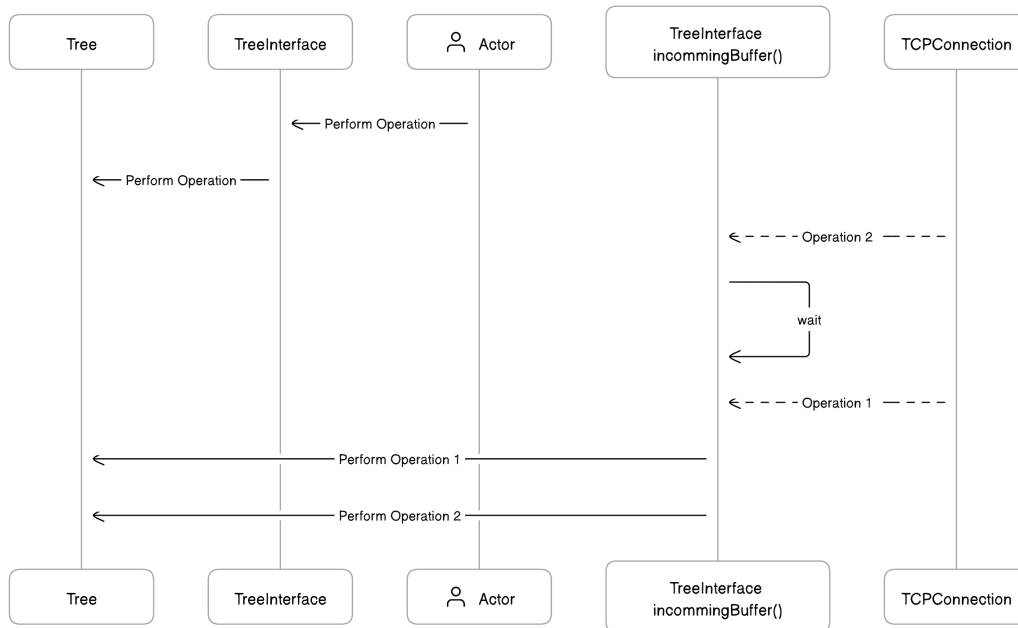 Tree
TreeInterface
Actor
TreeInterface
incommingBuffer()
TCPConnection
Perform Operation
Perform Operation
Operation 2
wait
Operation 1
Perform Operation 1
Perform Operation 2
Tree
TreeInterface
Actor
TreeInterface
incommingBuffer()
TCPConnection